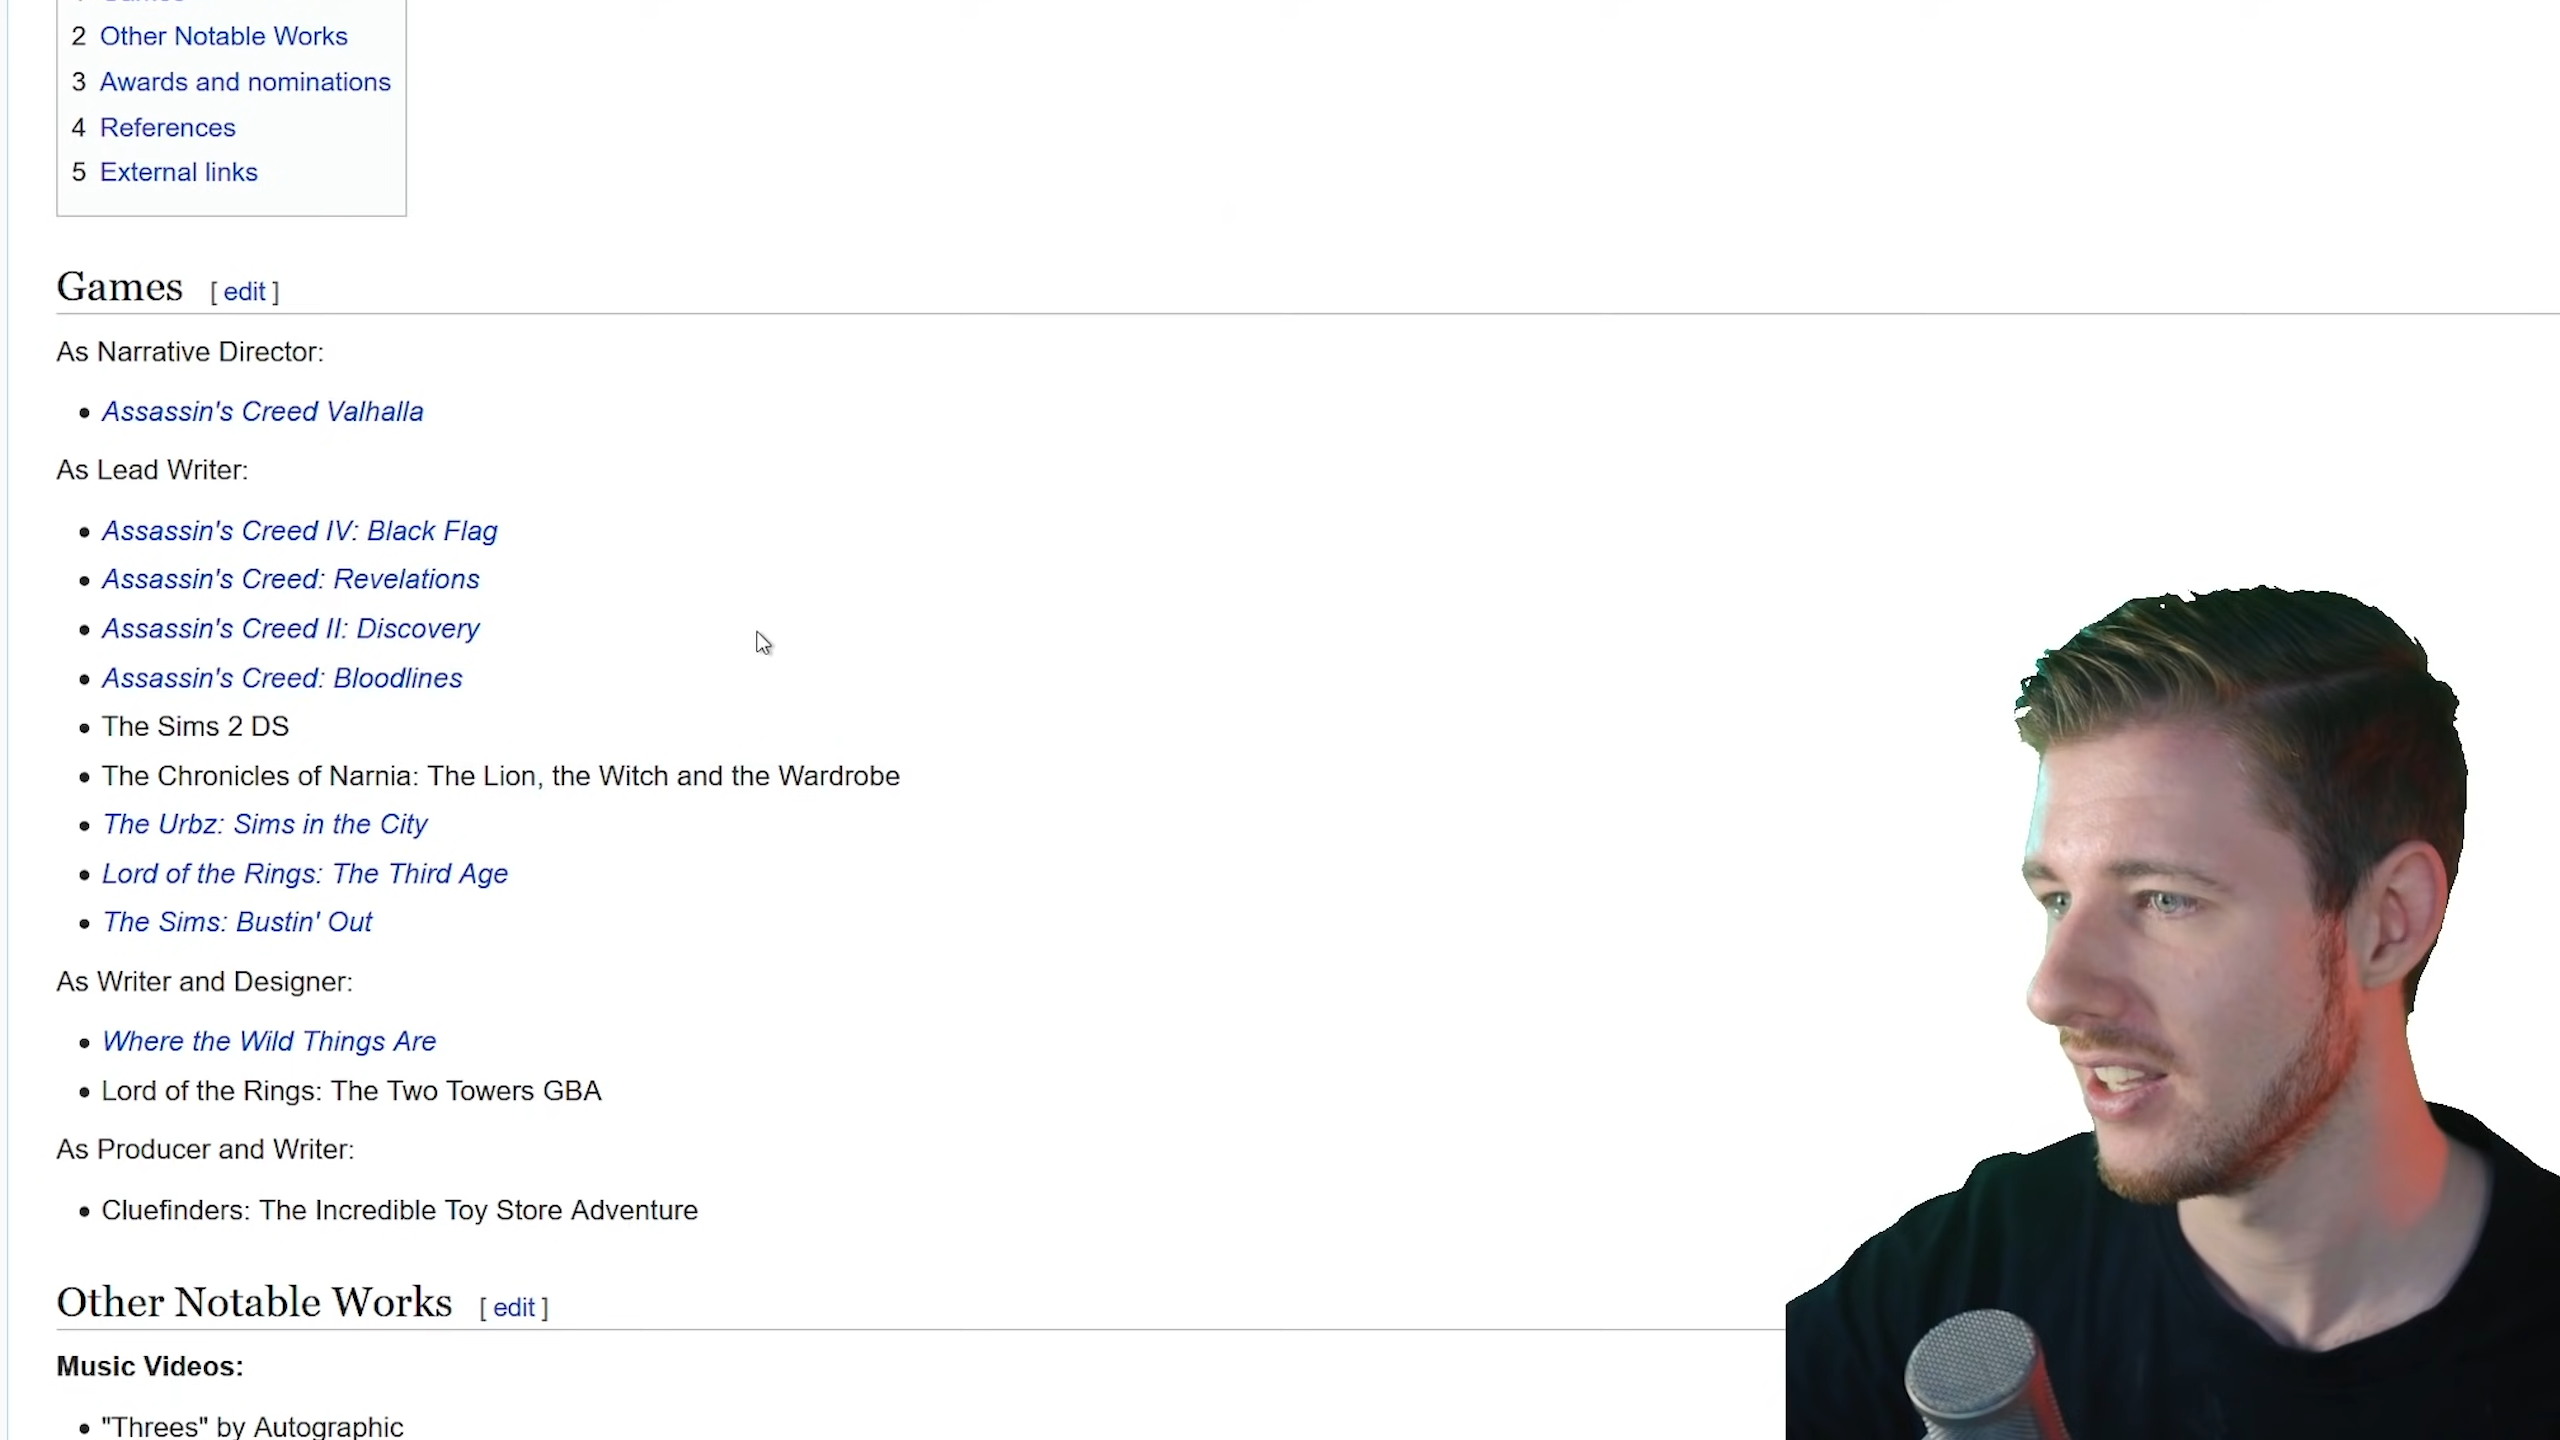 2 Other Notable Works
3 Awards and nominations
4 References
5 External links
Games [ edit ]
As Narrative Director:
• Assassin's Creed Valhalla
As Lead Writer:
• Assassin's Creed IV: Black Flag
• Assassin's Creed: Revelations
• Assassin's Creed II: Discovery
• Assassin's Creed: Bloodlines
• The Sims 2 DS
• The Chronicles of Narnia: The Lion, the Witch and the Wardrobe
• The Urbz: Sims in the City
• Lord of the Rings: The Third Age
• The Sims: Bustin' Out
As Writer and Designer:
• Where the Wild Things Are
• Lord of the Rings: The Two Towers GBA
As Producer and Writer:
• Cluefinders: The Incredible Toy Store Adventure
Other Notable Works [ edit ]
Music Videos:
• "Threes" by Autographic